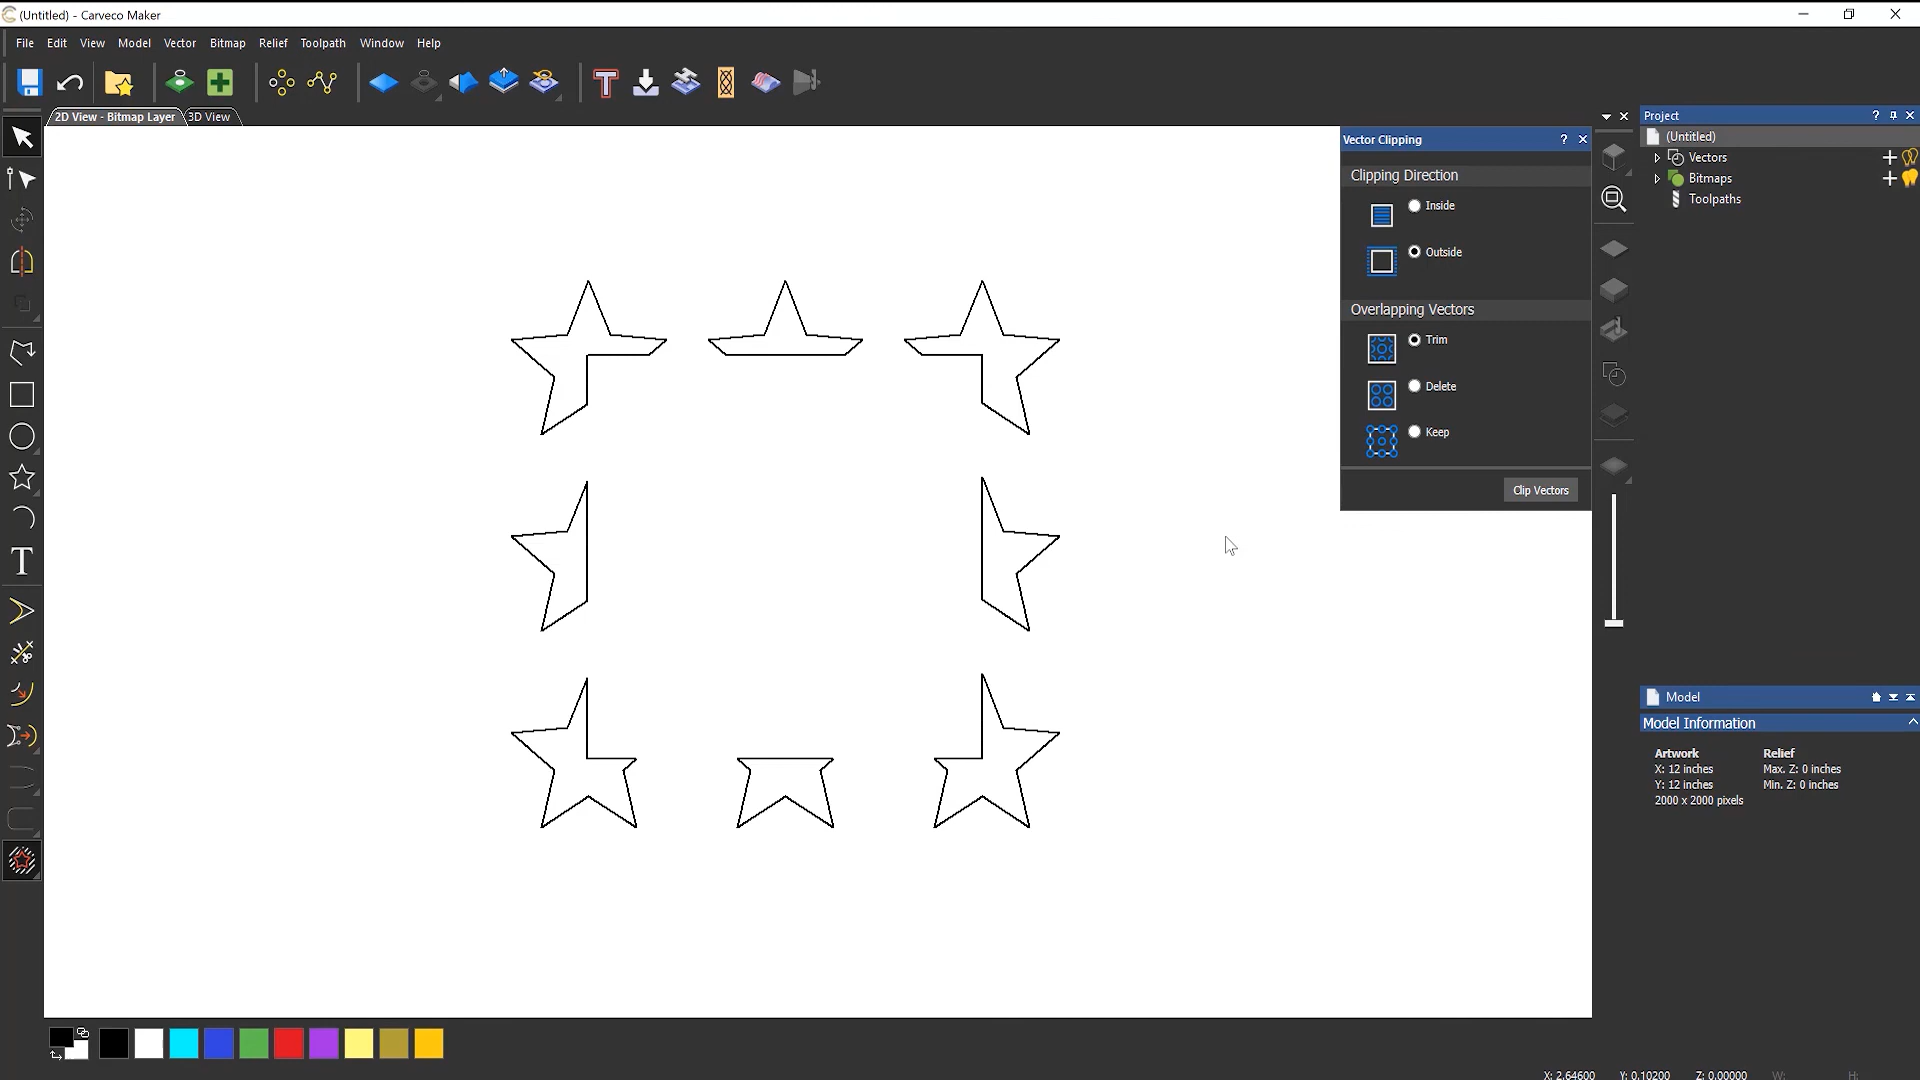 (Untitled) - Carveco Maker
File Edit View Model Vector Bitmap Relief Toolpath Window Help
2D View - Bitmap Layer 3D View
Vector Clipping ?
Clipping Direction
Inside
Outside
Overlapping Vectors
Trim
Delete
Keep
Clip Vectors
Project ?
(Untitled)
Vectors
Bitmaps
Toolpaths
Model
Model Information
Artwork Relief
X: 12 inches Max. Z: 0 inches
Y: 12 inches Min. Z: 0 inches
2000 x 2000 pixels
X: 2.64600 Y: 0.10200 Z: 0.00000 W: H: